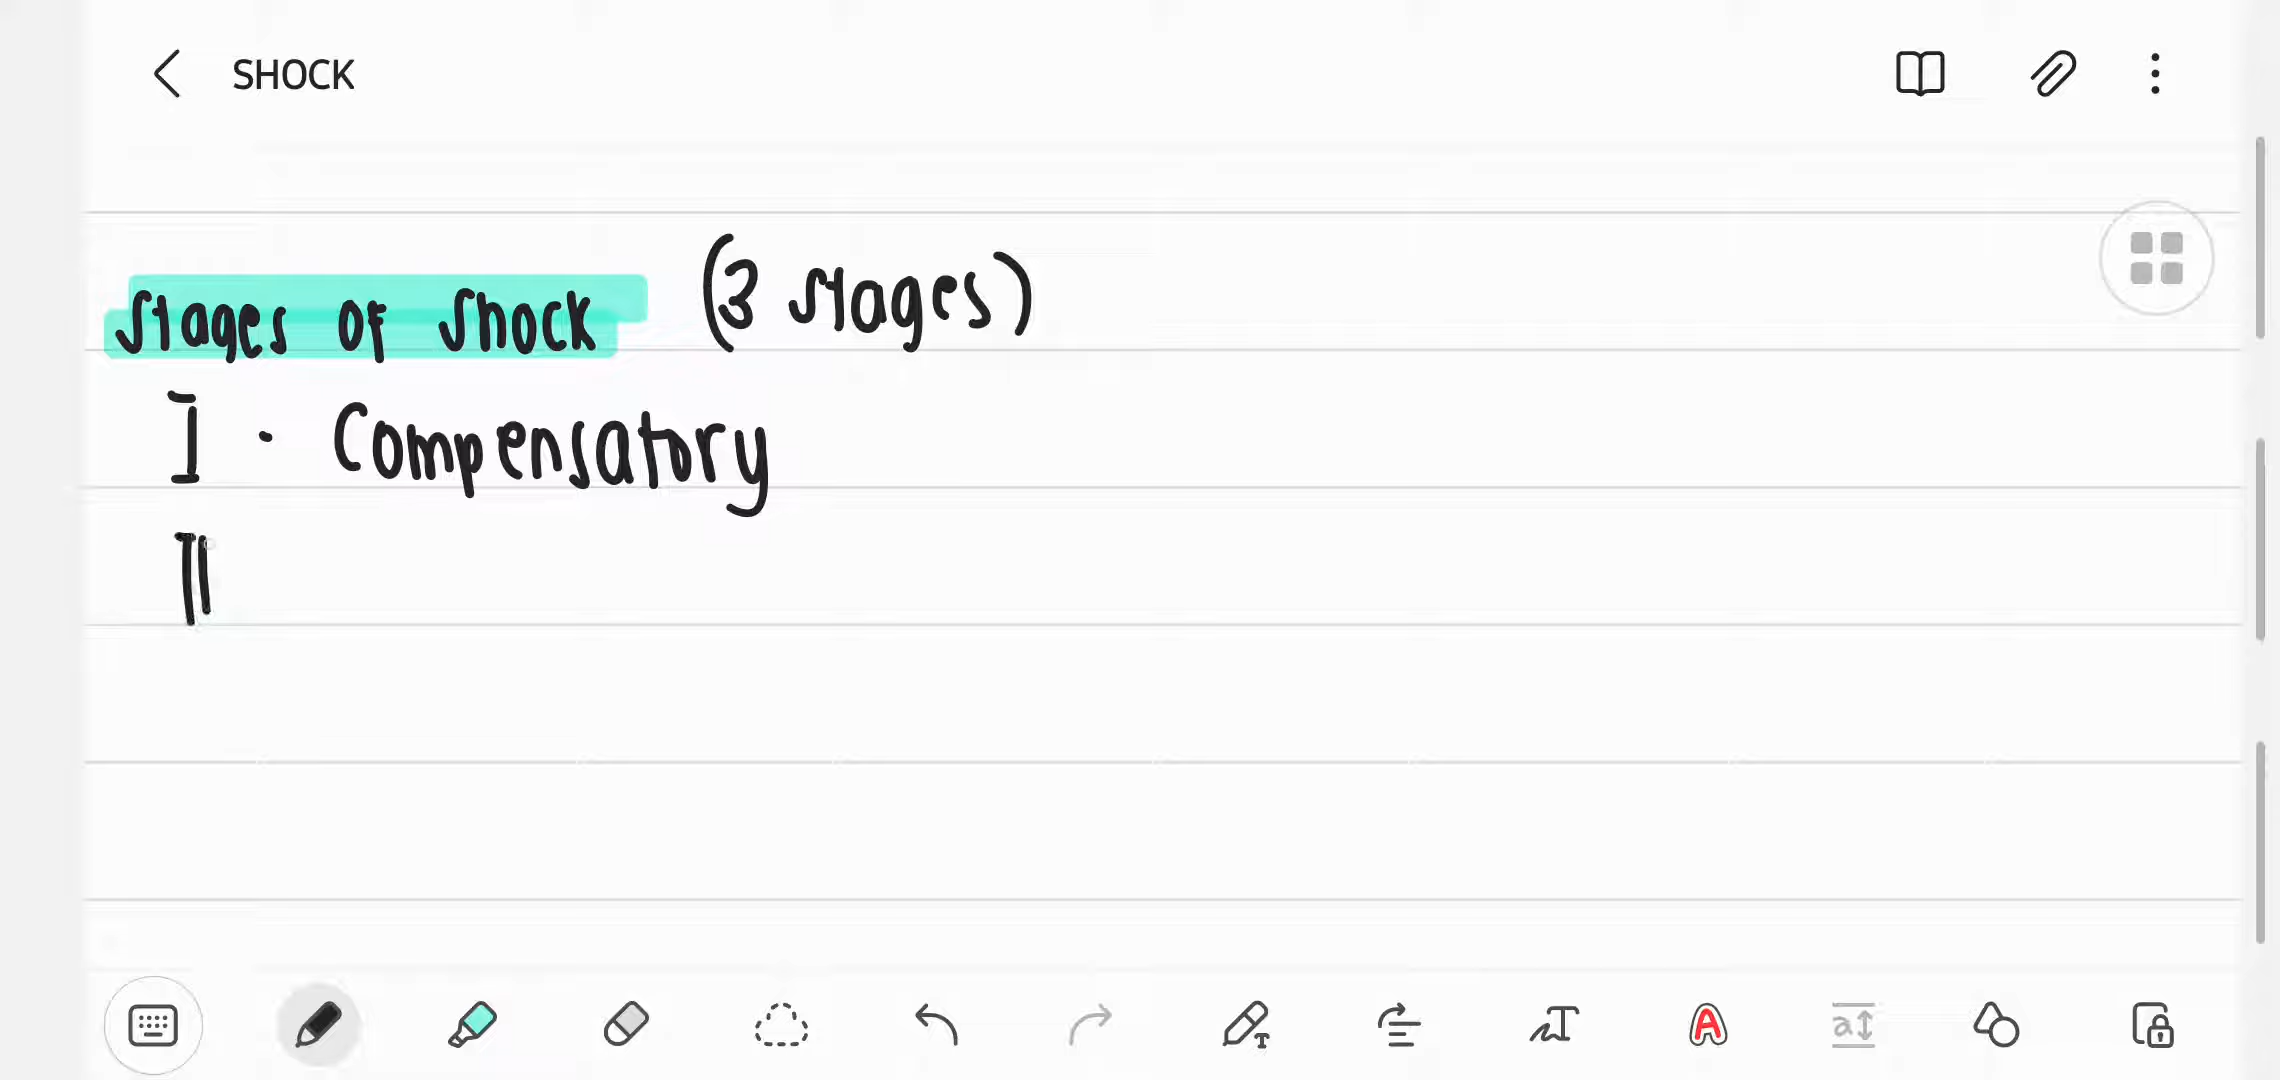 SHOCK
Stages of Shock (3 stages)
I · Compensatory
II